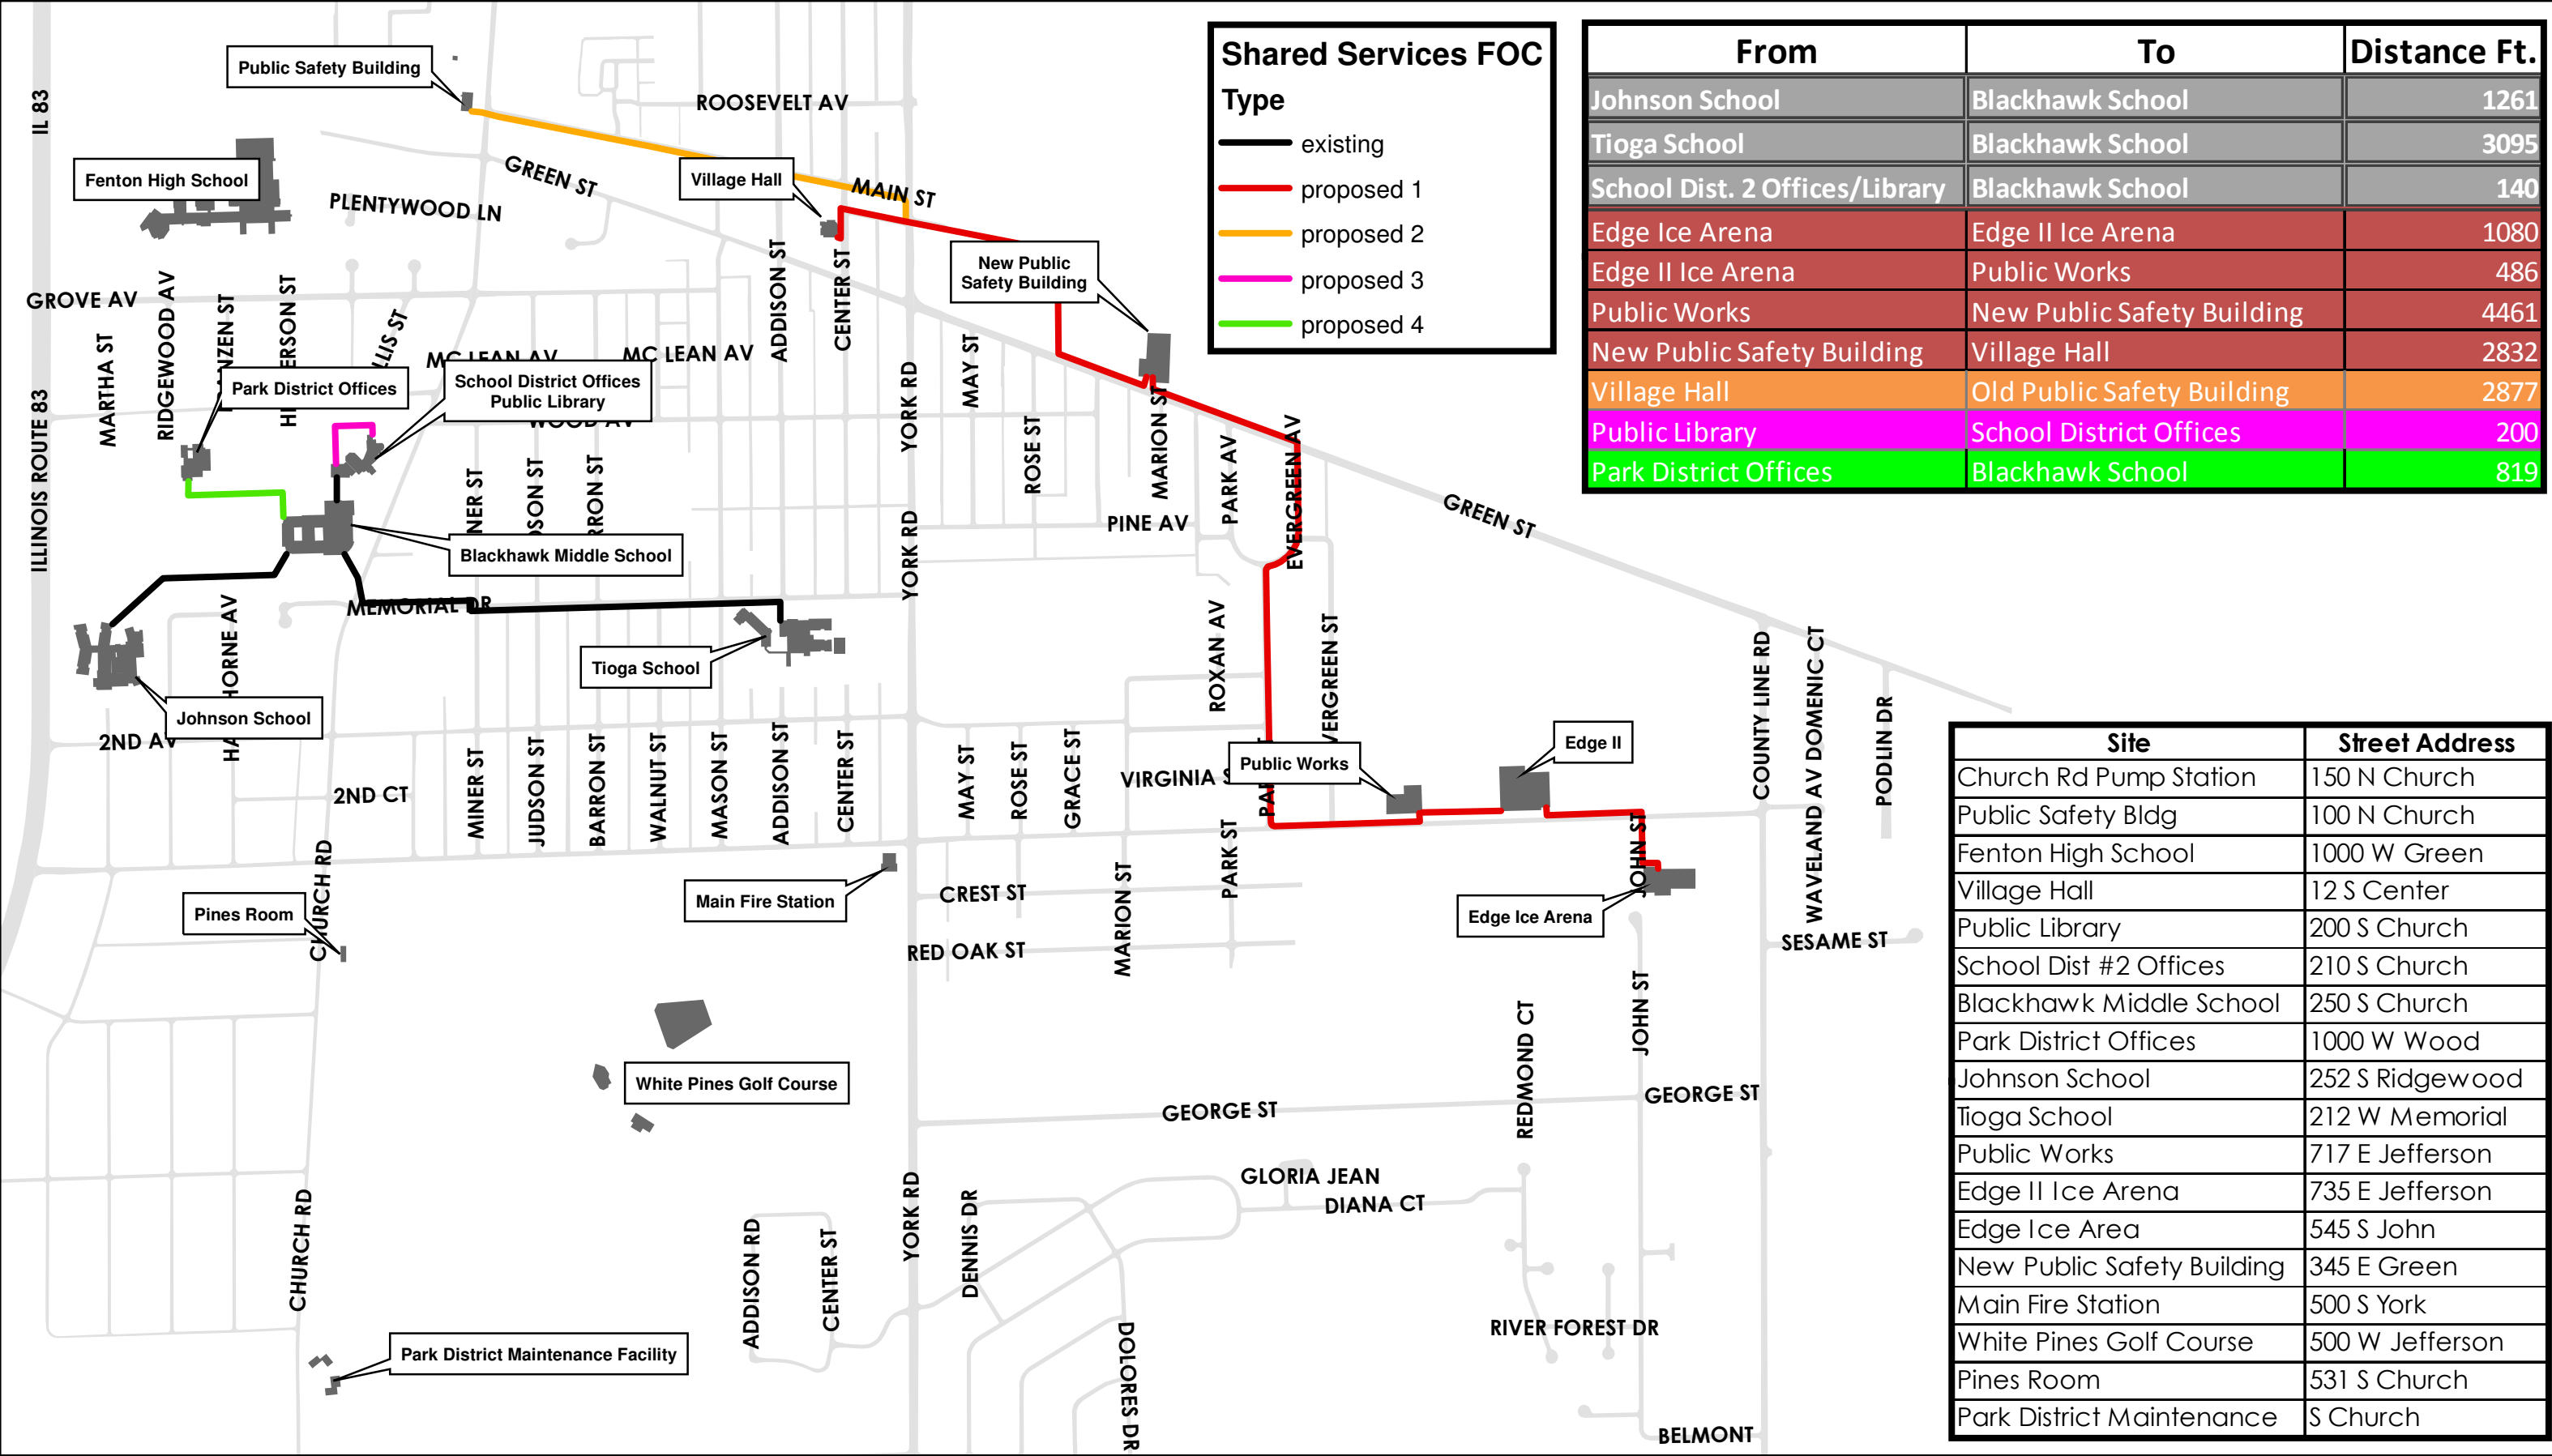 Public Safety Building
IL 83
ROOSEVELT AV
Fenton High School
GREEN ST
Village Hall
MAIN ST
PLENTYWOOD LN
New Public
Safety Building
GROVE AV
MARTHA ST
RIDGEWOOD AV
ADDISON ST
CENTER ST
MC LEAN AV
MC LEAN AV
YORK RD
MAY ST
Park District Offices
School District Offices
Public Library
WOOD AV
ILLINOIS ROUTE 83
ROSE ST
MARION ST
PARK AV
EVERGREEN AV
GREEN ST
PINE AV
YORK RD
Blackhawk Middle School
MEMORIAL DR
Tioga School
Johnson School
2ND AV
ROXAN AV
COUNTY LINE RD
WAVELAND AV
DOMENIC CT
PODLIN DR
Edge II
Public Works
VIRGINIA
2ND CT
MINER ST
JUDSON ST
BARRON ST
WALNUT ST
MASON ST
ADDISON ST
CENTER ST
MAY ST
ROSE ST
GRACE ST
CHURCH RD
Pines Room
Main Fire Station
CREST ST
RED OAK ST
MARION ST
PARK ST
JOHN ST
Edge Ice Arena
SESAME ST
White Pines Golf Course
REDMOND CT
JOHN ST
GEORGE ST
GEORGE ST
GLORIA JEAN
DIANA CT
CHURCH RD
ADDISON RD
CENTER ST
YORK RD
DENNIS DR
DOLORES DR
RIVER FOREST DR
Park District Maintenance Facility
BELMONT
Shared Services FOC
Type
existing
proposed 1
proposed 2
proposed 3
proposed 4
From To Distance Ft.
Johnson School Blackhawk School 1261
Tioga School Blackhawk School 3095
School Dist. 2 Offices/Library Blackhawk School 140
Edge Ice Arena Edge II Ice Arena 1080
Edge II Ice Arena Public Works 486
Public Works New Public Safety Building 4461
New Public Safety Building Village Hall 2832
Village Hall Old Public Safety Building 2877
Public Library School District Offices 200
Park District Offices Blackhawk School 819
Site Street Address
Church Rd Pump Station 150 N Church
Public Safety Bldg 100 N Church
Fenton High School 1000 W Green
Village Hall 12 S Center
Public Library 200 S Church
School Dist #2 Offices 210 S Church
Blackhawk Middle School 250 S Church
Park District Offices 1000 W Wood
Johnson School 252 S Ridgewood
Tioga School 212 W Memorial
Public Works 717 E Jefferson
Edge II Ice Arena 735 E Jefferson
Edge Ice Area 545 S John
New Public Safety Building 345 E Green
Main Fire Station 500 S York
White Pines Golf Course 500 W Jefferson
Pines Room 531 S Church
Park District Maintenance S Church